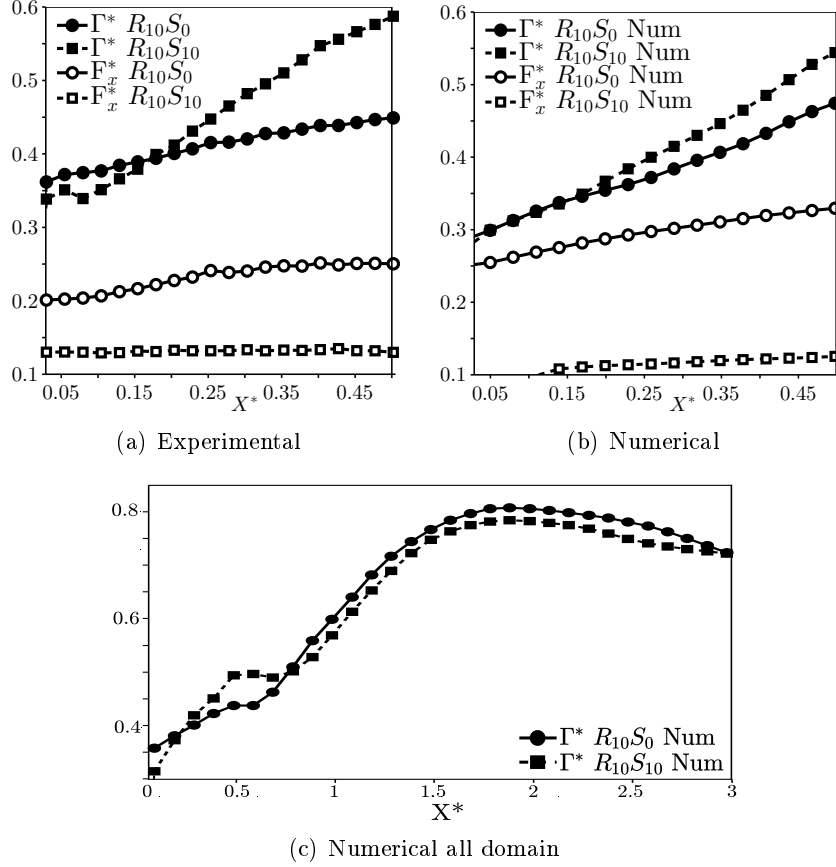 0.6
0.5
0.4
0.3
0.2
0.1
Γ* R₁₀S₀
Γ* R₁₀S₁₀
Fₓ* R₁₀S₀
Fₓ* R₁₀S₁₀
0.05 0.15 0.25 0.35 0.45
X*
(a) Experimental
0.6
0.5
0.4
0.3
0.2
0.1
Γ* R₁₀S₀ Num
Γ* R₁₀S₁₀ Num
Fₓ* R₁₀S₀ Num
Fₓ* R₁₀S₁₀ Num
0.05 0.15 0.25 0.35 0.45
X*
(b) Numerical
0.8
0.6
0.4
Γ* R₁₀S₀ Num
Γ* R₁₀S₁₀ Num
0 0.5 1 1.5 2 2.5 3
X*
(c) Numerical all domain